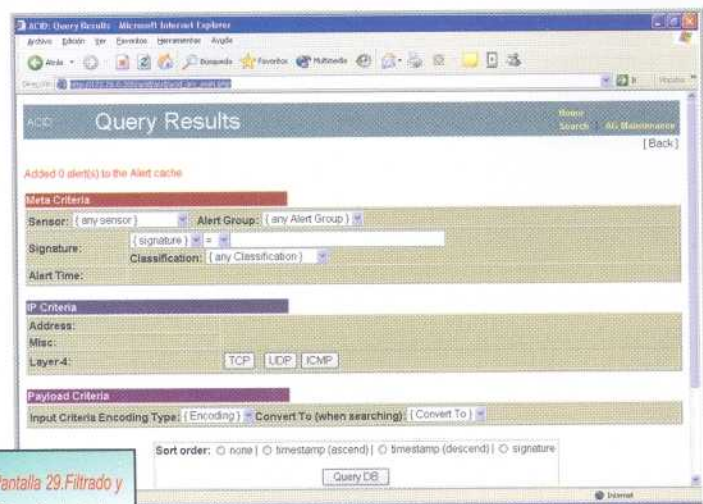 ACID: Query Results - Microsoft Internet Explorer
Archivo Edición Ver Favoritos Herramientas Ayuda
Atrás Búsqueda Favoritos Multimedia
Dirección
Vínculos
ACID Query Results
Home
Search | AG Maintenance
[Back]
Added 0 alert(s) to the Alert cache
Meta Criteria
Sensor: { any sensor } Alert Group: { any Alert Group }
Signature: { signature } =
Classification: { any Classification }
Alert Time:
IP Criteria
Address:
Misc:
Layer-4: TCP UDP ICMP
Payload Criteria
Input Criteria Encoding Type: { Encoding } Convert To (when searching): { Convert To }
Sort order: none | timestamp (ascend) | timestamp (descend) | signature
Query DB
Pantalla 29.Filtrado y
Internet